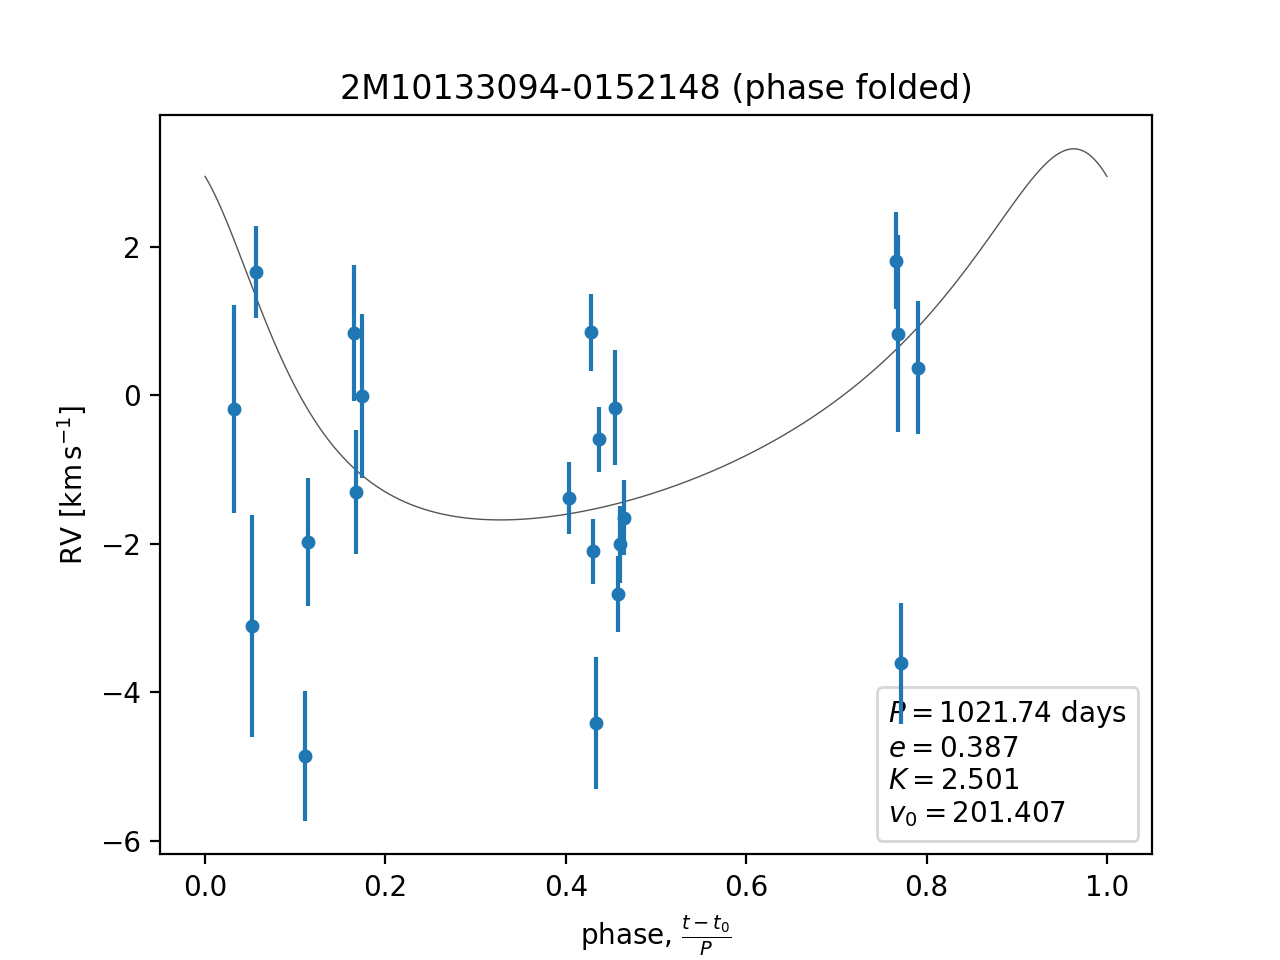 2M10133094-0152148 (phase folded)
RV [km s⁻¹]
2
0
−2
−4
−6
P = 1021.74 days
e = 0.387
K = 2.501
v₀ = 201.407
0.0 0.2 0.4 0.6 0.8 1.0
phase, (t − t₀)/P